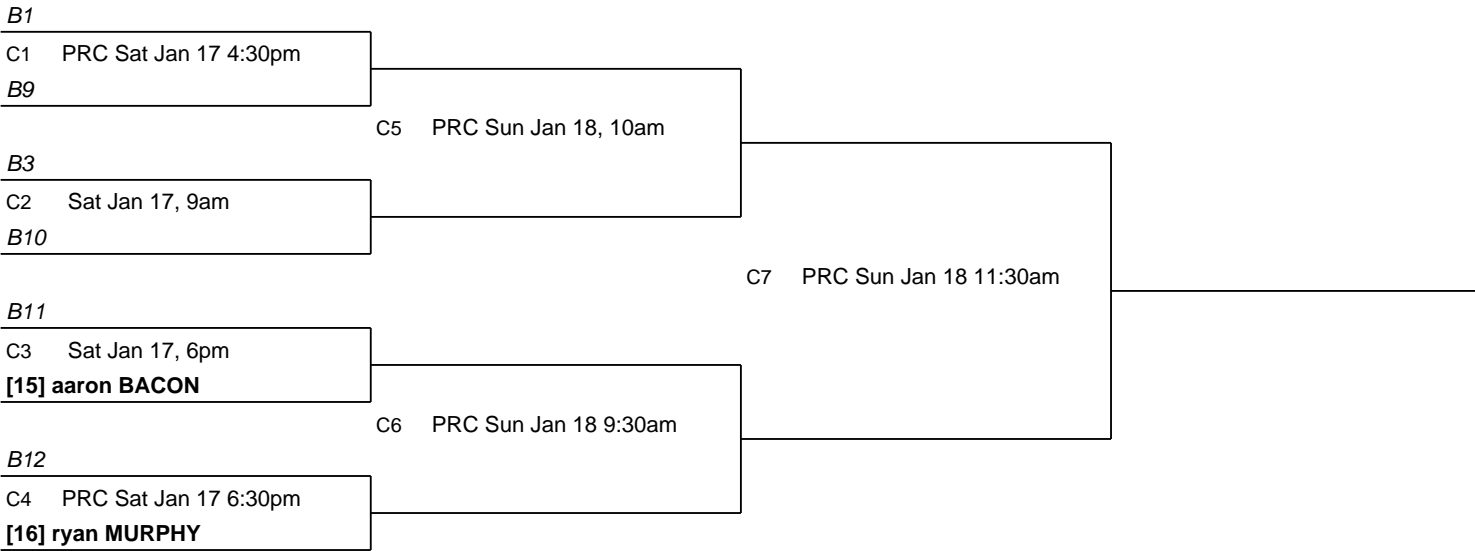 B1
C1 PRC Sat Jan 17 4:30pm
B9
C5 PRC Sun Jan 18, 10am
B3
C2 Sat Jan 17, 9am
B10
C7 PRC Sun Jan 18 11:30am
B11
C3 Sat Jan 17, 6pm
[15] aaron BACON
C6 PRC Sun Jan 18 9:30am
B12
C4 PRC Sat Jan 17 6:30pm
[16] ryan MURPHY